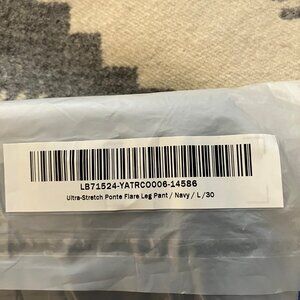 LB71524-YATRC0006-14586
Ultra-Stretch Ponte Flare Leg Pant / Navy / L /30